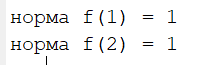 норма f(1) = 1
норма f(2) = 1